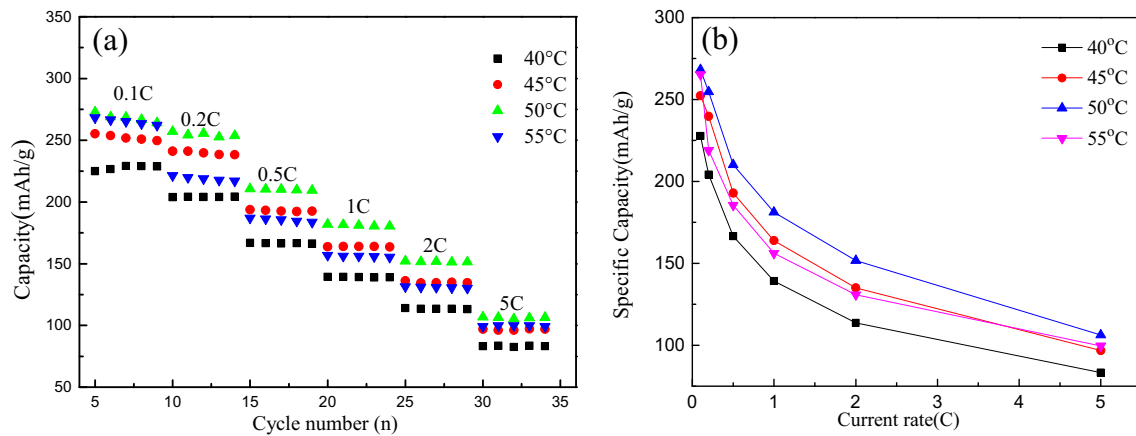 (a)
40°C
45°C
50°C
55°C
0.1C
0.2C
0.5C
1C
2C
5C
350
300
250
200
150
100
50
5
10
15
20
25
30
35
Capacity(mAh/g)
Cycle number (n)
(b)
40°C
45°C
50°C
55°C
300
250
200
150
100
0
1
2
3
4
5
Specific Capacity(mAh/g)
Current rate(C)